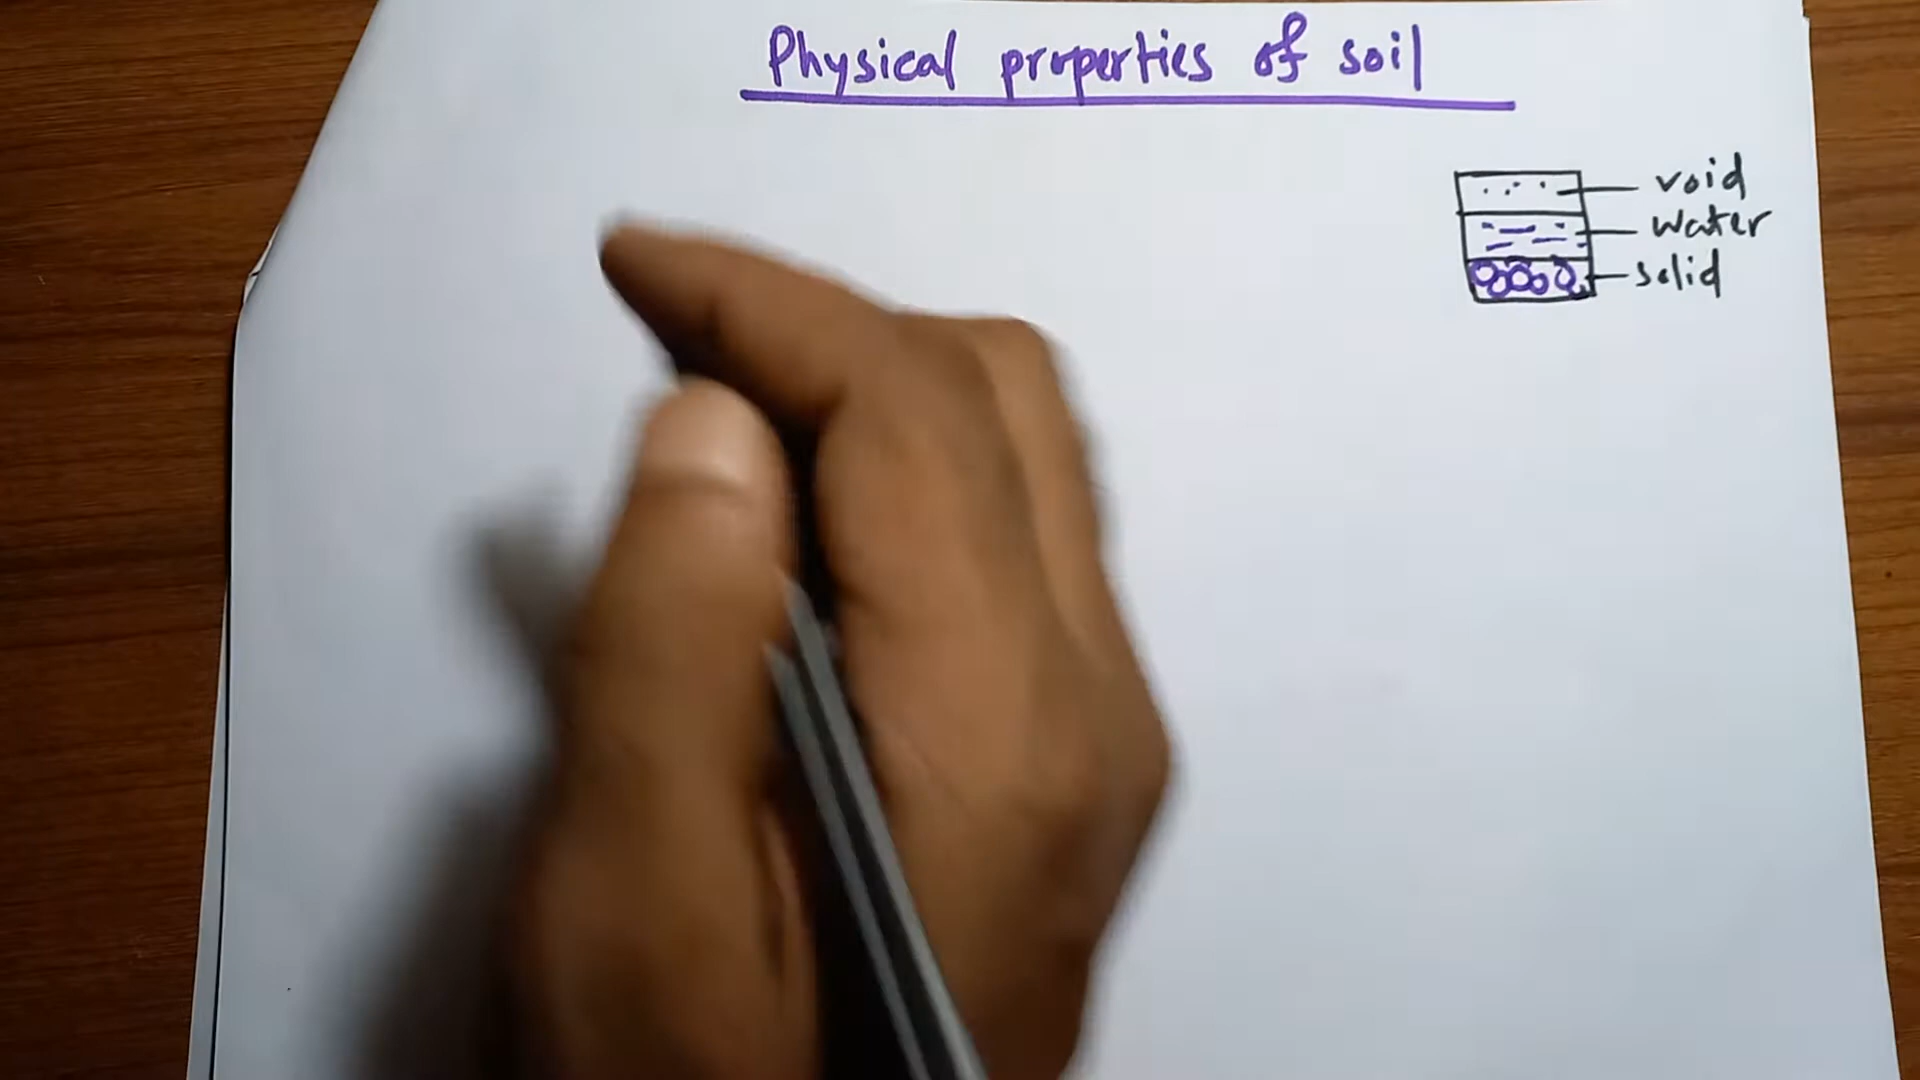 Physical properties of soil
void
water
solid